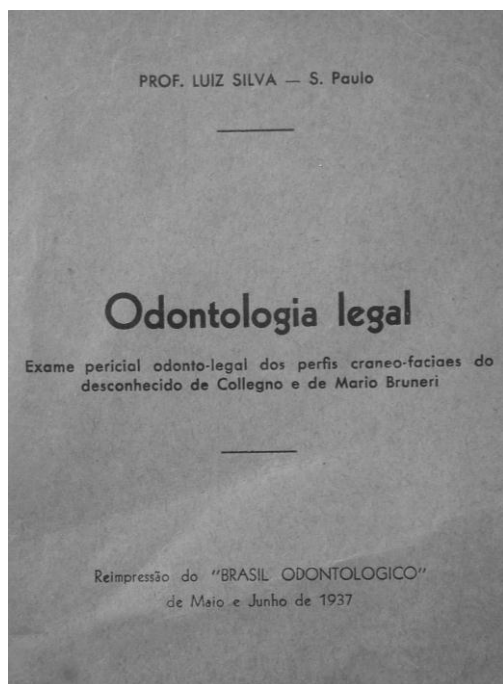 PROF. LUIZ SILVA — S. Paulo
Odontologia legal
Exame pericial odonto-legal dos perfis craneo-faciaes do
desconhecido de Collegno e de Mario Bruneri
Reimpressão do "BRASIL ODONTOLOGICO"
de Maio e Junho de 1937